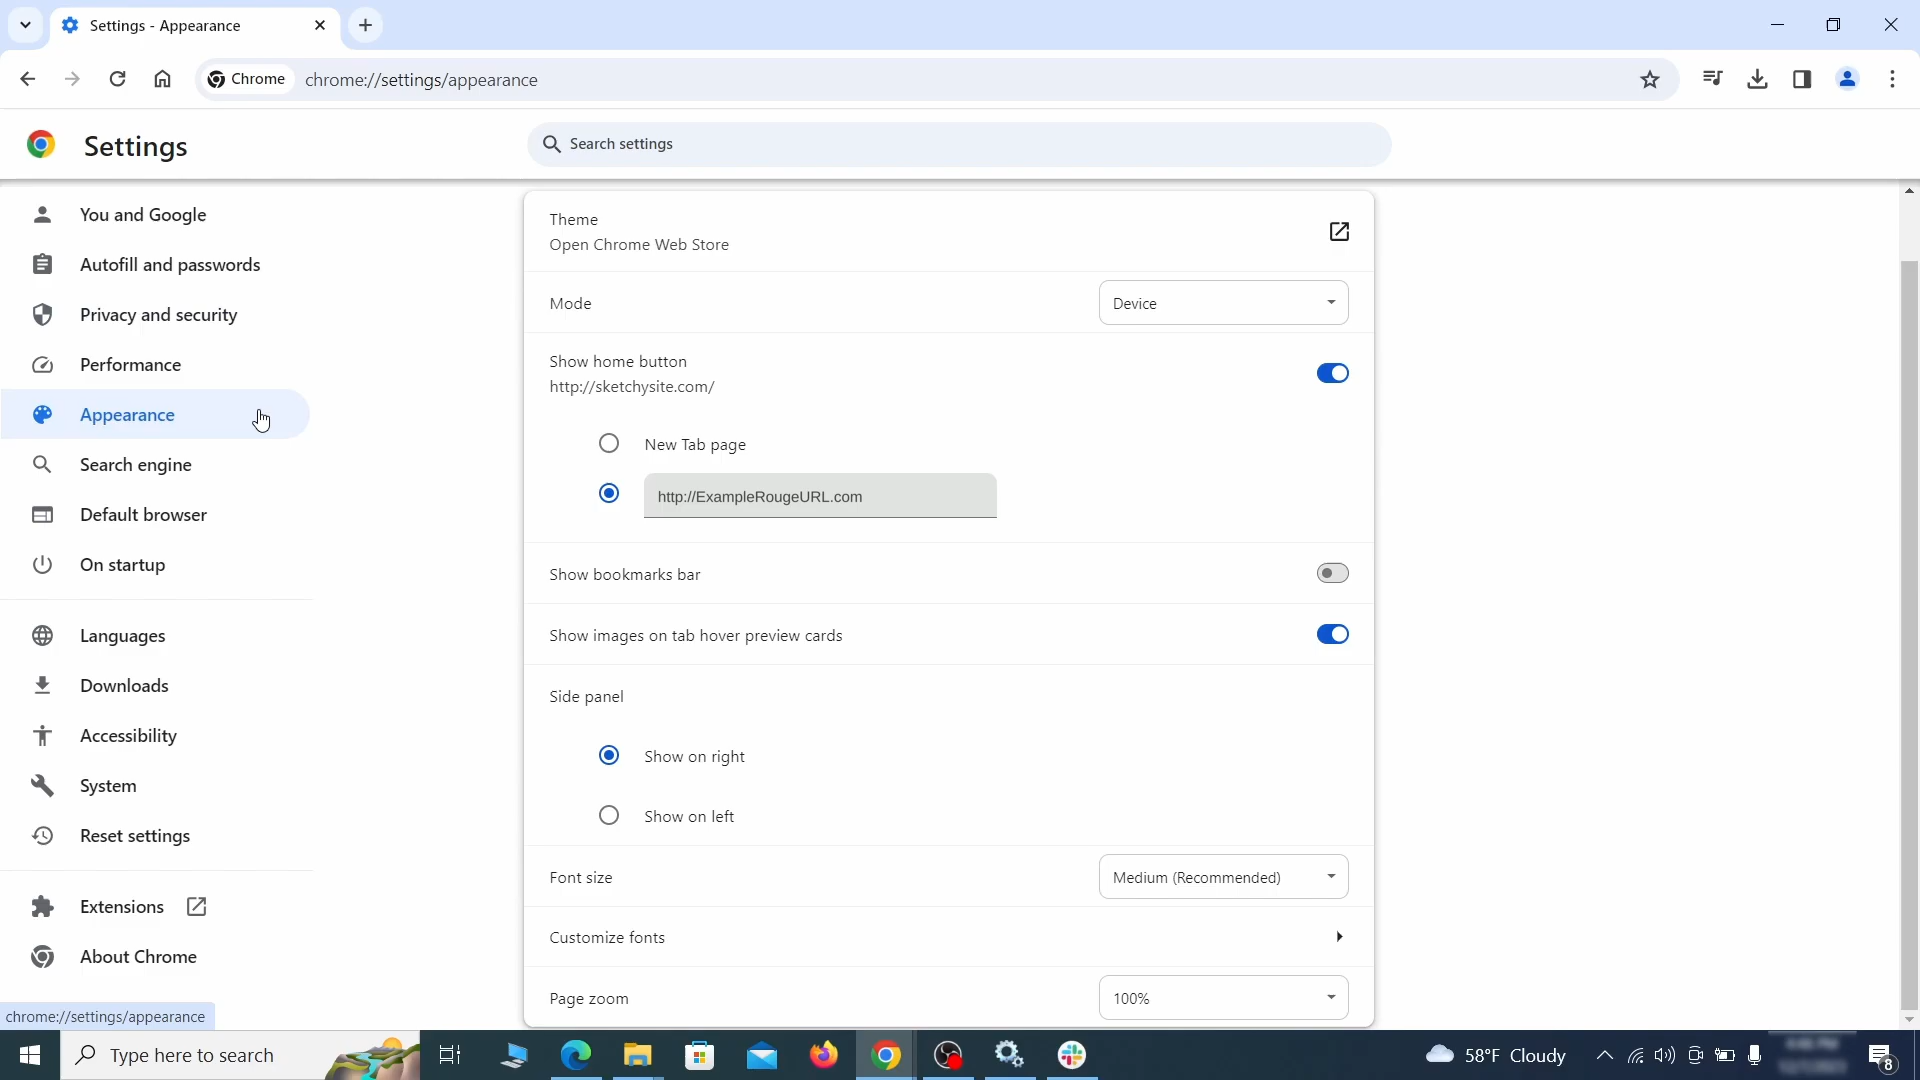 Settings - Appearance
Chrome
chrome://settings/appearance
Settings
Search settings
You and Google
Autofill and passwords
Privacy and security
Performance
Appearance
Search engine
Default browser
On startup
Languages
Downloads
Accessibility
System
Reset settings
Extensions
About Chrome
chrome://settings/appearance
Theme
Open Chrome Web Store
Mode
Device
Show home button
http://sketchysite.com/
New Tab page
http://ExampleRougeURL.com
Show bookmarks bar
Show images on tab hover preview cards
Side panel
Show on right
Show on left
Font size
Medium (Recommended)
Customize fonts
Page zoom
100%
Type here to search
58°F Cloudy
8